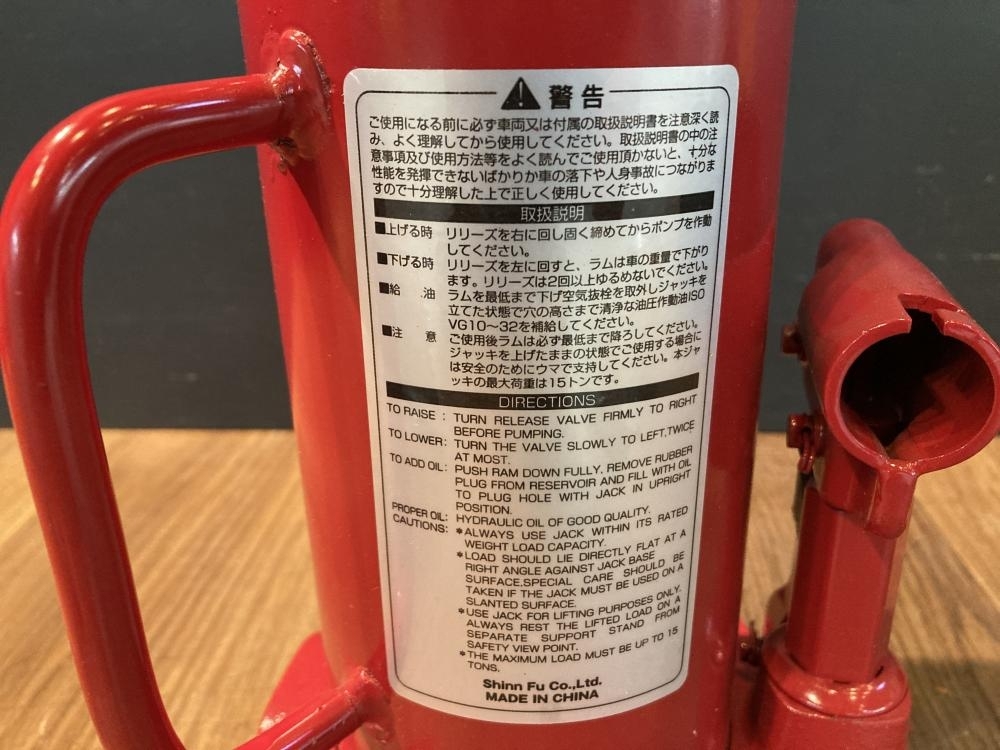 警告
ご使用になる前に必ず車両又は付属の取扱説明書を注意深く読
み、よく理解してから使用してください。取扱説明書の中の注
意事項及び使用方法等をよく読んでご使用頂かないと、十分な
性能を発揮できないばかりか車の落下や人身事故につながりま
すので十分理解した上で正しく使用してください。
取扱説明
■上げる時 リリーズを右に回し固く締めてからポンプを作動
してください。
■下げる時 リリーズを左に回すと、ラムは車の重量で下がり
ます。リリーズは2回以上ゆるめないでください。
■給 油 ラムを最低まで下げ空気抜栓を取外しジャッキを
立てた状態で穴の高さまで清浄な油圧作動油ISO
VG10〜32を補給してください。
■注 意 ご使用後ラムは必ず最低まで降ろしてください。
ジャッキを上げたままの状態でご使用する場合に
は安全のためにウマで支持してください。本ジャ
ッキの最大荷重は15トンです。
DIRECTIONS
TO RAISE : TURN RELEASE VALVE FIRMLY TO RIGHT
BEFORE PUMPING.
TO LOWER: TURN THE VALVE SLOWLY TO LEFT,TWICE
AT MOST.
TO ADD OIL: PUSH RAM DOWN FULLY. REMOVE RUBBER
PLUG FROM RESERVOIR AND FILL WITH OIL
TO PLUG HOLE WITH JACK IN UPRIGHT
POSITION.
PROPER OIL: HYDRAULIC OIL OF GOOD QUALITY.
CAUTIONS: *ALWAYS USE JACK WITHIN ITS RATED
WEIGHT LOAD CAPACITY.
*LOAD SHOULD LIE DIRECTLY FLAT AT A
RIGHT ANGLE AGAINST JACK BASE
SURFACE.SPECIAL CARE SHOULD BE
TAKEN IF THE JACK MUST BE USED ON A
SLANTED SURFACE.
*USE JACK FOR LIFTING PURPOSES ONLY.
ALWAYS REST THE LIFTED LOAD ON A
SEPARATE SUPPORT STAND FROM
SAFETY VIEW POINT.
*THE MAXIMUM LOAD MUST BE UP TO 15
TONS.
Shinn Fu Co.,Ltd.
MADE IN CHINA